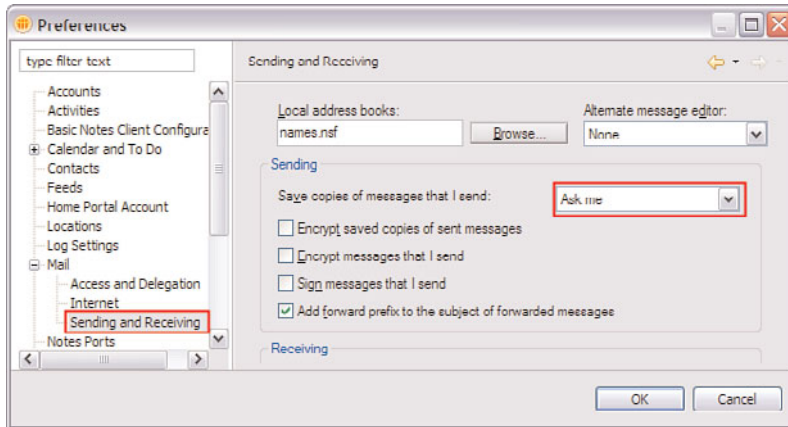 Preferences
type filter text
Sending and Receiving
Accounts
Activities
Basic Notes Client Configura
Calendar and To Do
Contacts
Feeds
Home Portal Account
Locations
Log Settings
Mail
Access and Delegation
Internet
Sending and Receiving
Notes Ports
Local address books:
Alternate message editor:
names.nsf
Browse...
None
Sending
Save copies of messages that I send:
Ask me
Encrypt saved copies of sent messages
Encrypt messages that I send
Sign messages that I send
Add forward prefix to the subject of forwarded messages
Receiving
OK
Cancel